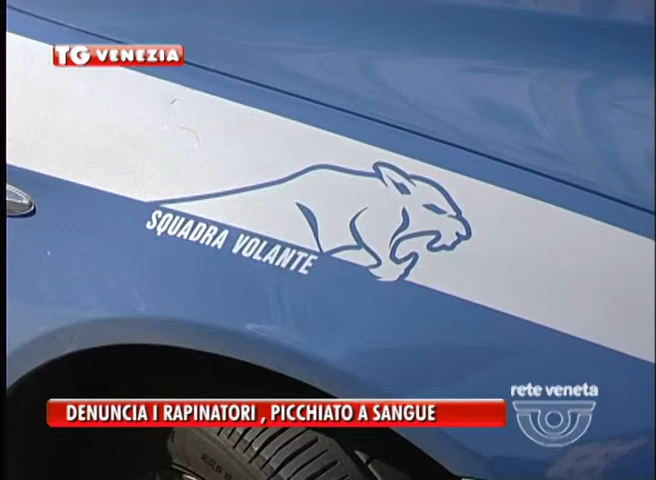 TG VENEZIA
SQUADRA VOLANTE
rete veneta
DENUNCIA I RAPINATORI , PICCHIATO A SANGUE